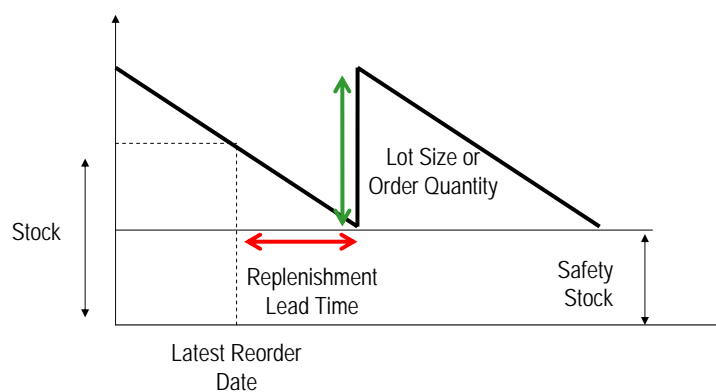 Lot Size or
Order Quantity
Stock
Replenishment
Lead Time
Safety
Stock
Latest Reorder
Date